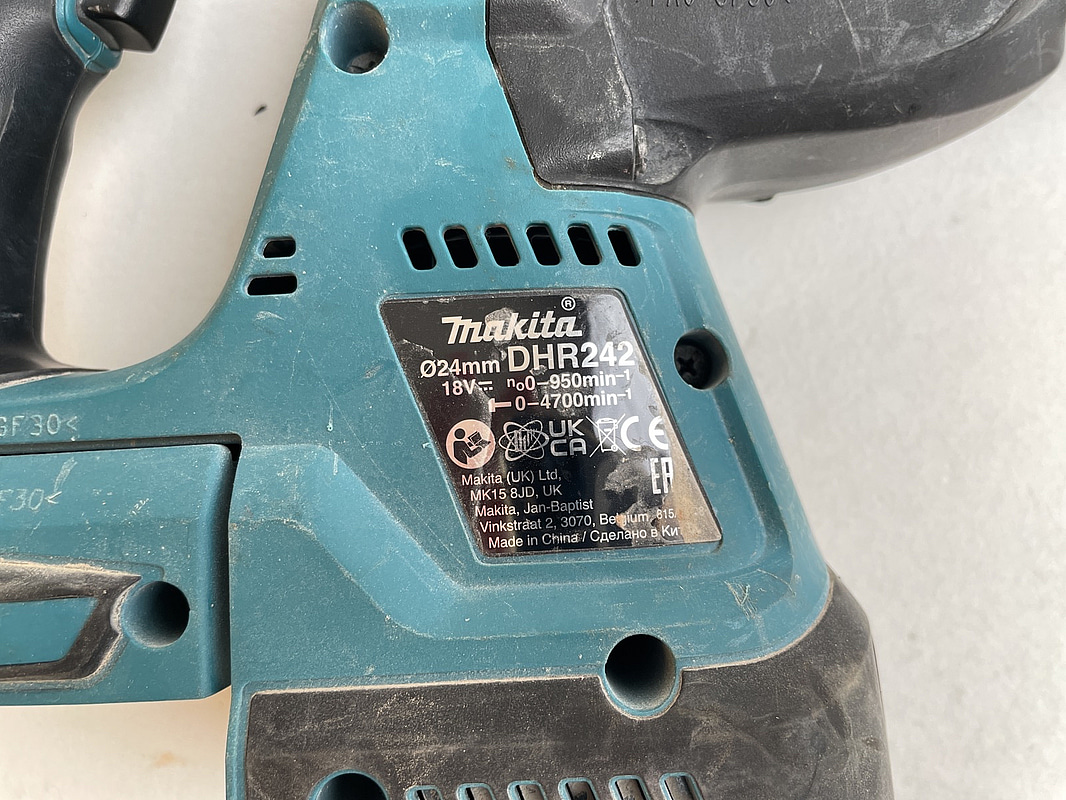 GF30<
F30<
makita®
Ø24mm DHR242
18V⎓ n₀0–950min⁻¹
0–4700min⁻¹
UK
CA
CE
EAC
Makita (UK) Ltd,
MK15 8JD, UK
Makita, Jan-Baptist
Vinkstraat 2, 3070, Belgium,
Made in China / Сделано в